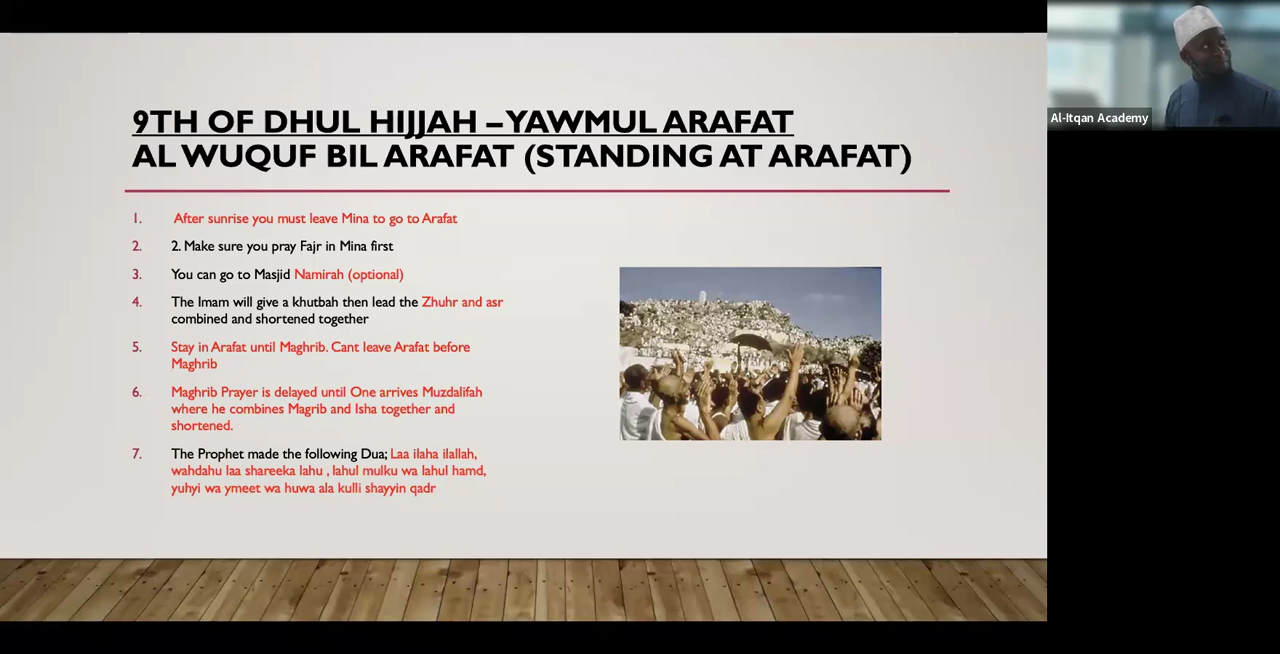 9TH OF DHUL HIJJAH – YAWMUL ARAFAT
AL WUQUF BIL ARAFAT (STANDING AT ARAFAT)
1. After sunrise you must leave Mina to go to Arafat
2. 2. Make sure you pray Fajr in Mina first
3. You can go to Masjid Namirah (optional)
4. The Imam will give a khutbah then lead the Zhuhr and asr
combined and shortened together
5. Stay in Arafat until Maghrib. Cant leave Arafat before
Maghrib
6. Maghrib Prayer is delayed until One arrives Muzdalifah
where he combines Magrib and Isha together and
shortened.
7. The Prophet made the following Dua; Laa ilaha ilallah,
wahdahu laa shareeka lahu , lahul mulku wa lahul hamd,
yuhyi wa ymeet wa huwa ala kulli shayyin qadr
Al-Itqan Academy